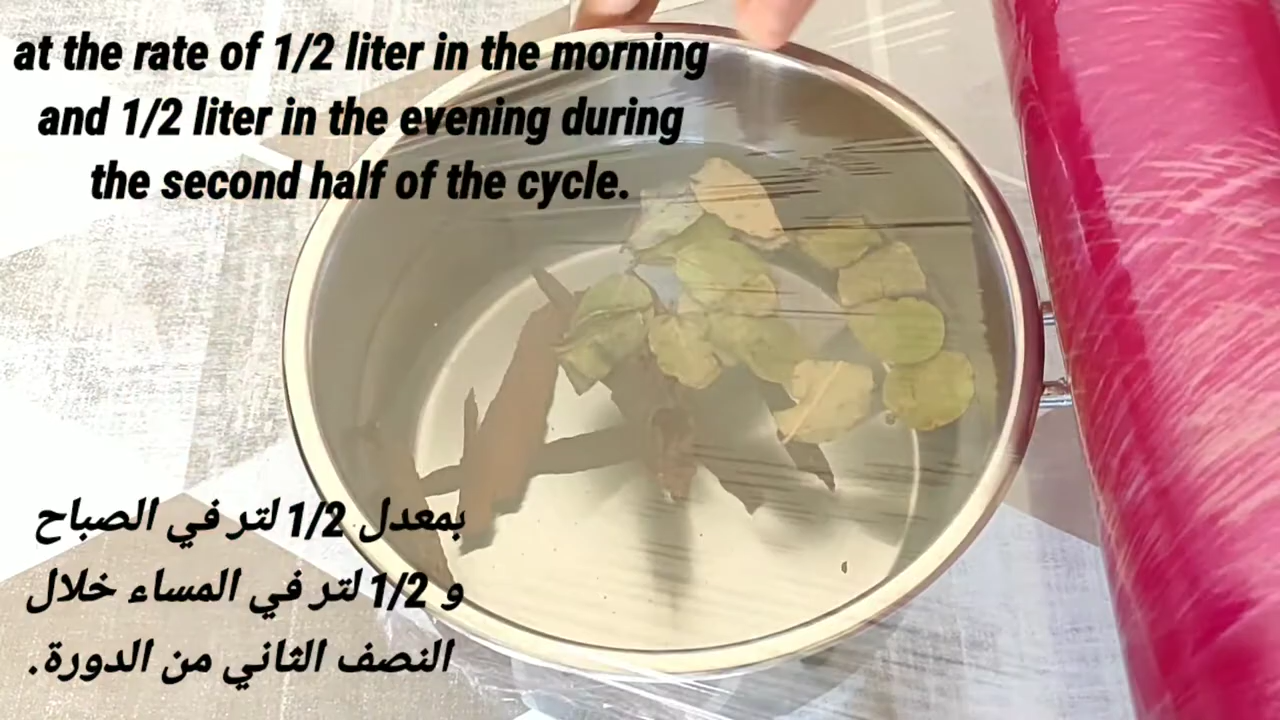 at the rate of 1/2 liter in the morning
and 1/2 liter in the evening during
the second half of the cycle.
بمعدل 1/2 لتر في الصباح
و 1/2 لتر في المساء خلال
النصف الثاني من الدورة.